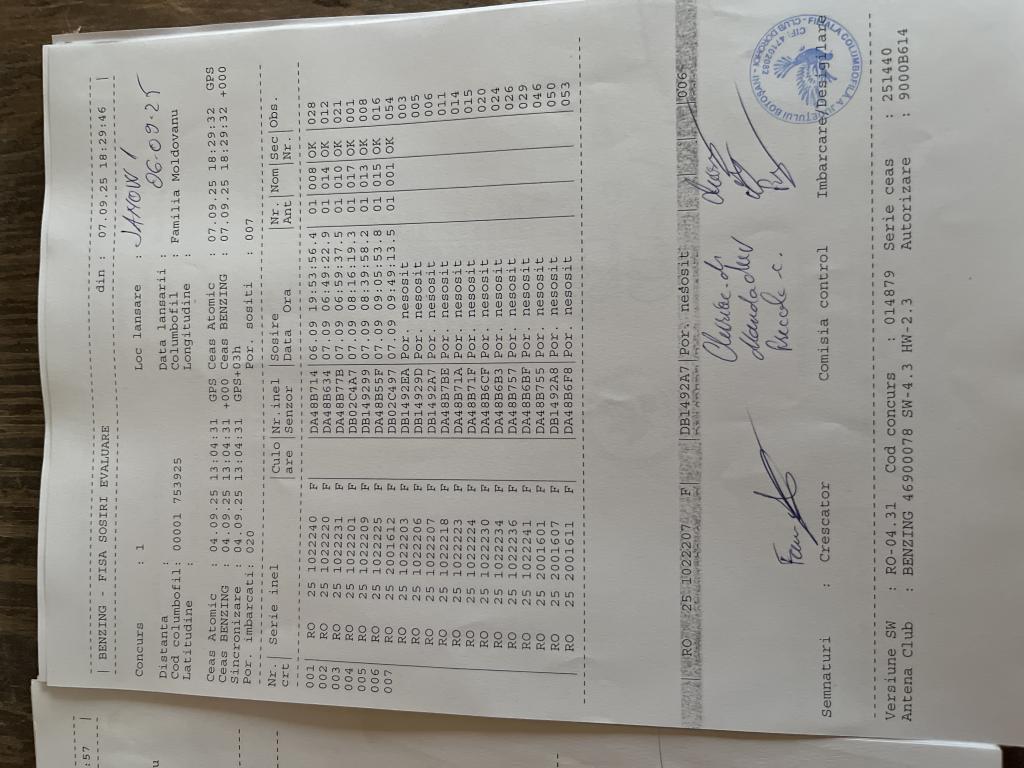 | BENZING - FISA SOSIRI EVALUARE din : 07.09.25 18:29:46 |
Concurs : 1 Loc lansare : JANOW 1
Distanta : Data lansarii : 06.09.25
Cod columbofil: 00001 753925 Columbofil : Familia Moldovanu
Latitudine : Longitudine :
Ceas Atomic : 04.09.25 13:04:31 GPS Ceas Atomic : 07.09.25 18:29:32 GPS
Ceas BENZING : 04.09.25 13:04:31 +000 Ceas BENZING : 07.09.25 18:29:32 +000
Sincronizare : 04.09.25 13:04:31 GPS+03h
Por. imbarcati: 020 Por. sositi : 007
Nr. | Serie inel |Culo|Nr.inel |Sosire |Nr. |Nom|Sec|Obs.
crt| |are |Senzor |Data Ora |Ant |Nr.|
001 | RO 25 1022240 F | |DA48B714 |06.09 19:53:56.4 |01 |008|OK |028
002 | RO 25 1022220 F | |DA48B634 |07.09 06:49:22.9 |01 |014|OK |012
003 | RO 25 1022231 F | |DA48B77B |07.09 06:59:37.5 |01 |010|OK |021
004 | RO 25 1022201 F | |DB02C4A7 |07.09 08:16:19.3 |01 |017|OK |001
005 | RO 25 1022209 F | |DB149299 |07.09 08:39:58.2 |01 |013|OK |008
006 | RO 25 1022225 F | |DA48B55F |07.09 09:05:53.8 |01 |015|OK |016
007 | RO 25 2001612 F | |DB02C497 |07.09 09:49:13.5 |01 |001|OK |054
| RO 25 1022203 F | |DB1492EA |Por. nesosit | | | |003
| RO 25 1022206 F | |DB14929D |Por. nesosit | | | |005
| RO 25 1022207 F | |DB1492A7 |Por. nesosit | | | |006
| RO 25 1022218 F | |DA48B7BE |Por. nesosit | | | |011
| RO 25 1022223 F | |DA48B71A |Por. nesosit | | | |014
| RO 25 1022224 F | |DA48B71F |Por. nesosit | | | |015
| RO 25 1022230 F | |DA48B6CF |Por. nesosit | | | |020
| RO 25 1022234 F | |DA48B6B3 |Por. nesosit | | | |024
| RO 25 1022236 F | |DA48B757 |Por. nesosit | | | |026
| RO 25 1022241 F | |DA48B6BF |Por. nesosit | | | |029
| RO 25 2001601 F | |DA48B755 |Por. nesosit | | | |046
| RO 25 2001607 F | |DB1492A8 |Por. nesosit | | | |050
| RO 25 2001611 F | |DA48B6F8 |Por. nesosit | | | |053
| RO 25 1022207 F | |DB1492A7 |Por. nesosit | | | |006
FILIALA COLUMBOFILA JUDETULUI BOTOSANI - CLUB DOROHOI
CIF: 47102083
Semnaturi : Crescator Comisia control Imbarcare/Desigilare
Versiune SW : RO-04.31 Cod concurs : 014879 Serie ceas : 251440
Antena Club : BENZING 46900078 SW-4.3 HW-2.3 Autorizare : 9000B614
:57 |
u